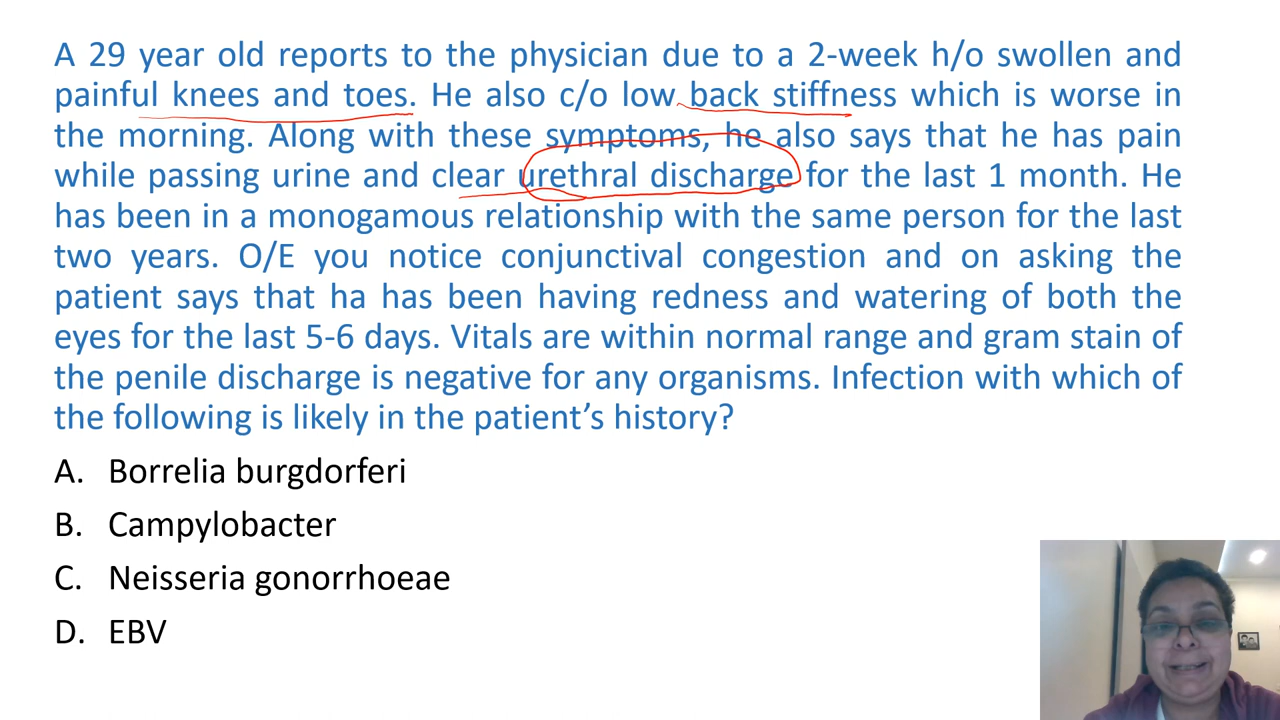 A 29 year old reports to the physician due to a 2-week h/o swollen and
painful knees and toes. He also c/o low back stiffness which is worse in
the morning. Along with these symptoms, he also says that he has pain
while passing urine and clear urethral discharge for the last 1 month. He
has been in a monogamous relationship with the same person for the last
two years. O/E you notice conjunctival congestion and on asking the
patient says that ha has been having redness and watering of both the
eyes for the last 5-6 days. Vitals are within normal range and gram stain of
the penile discharge is negative for any organisms. Infection with which of
the following is likely in the patient’s history?
A. Borrelia burgdorferi
B. Campylobacter
C. Neisseria gonorrhoeae
D. EBV